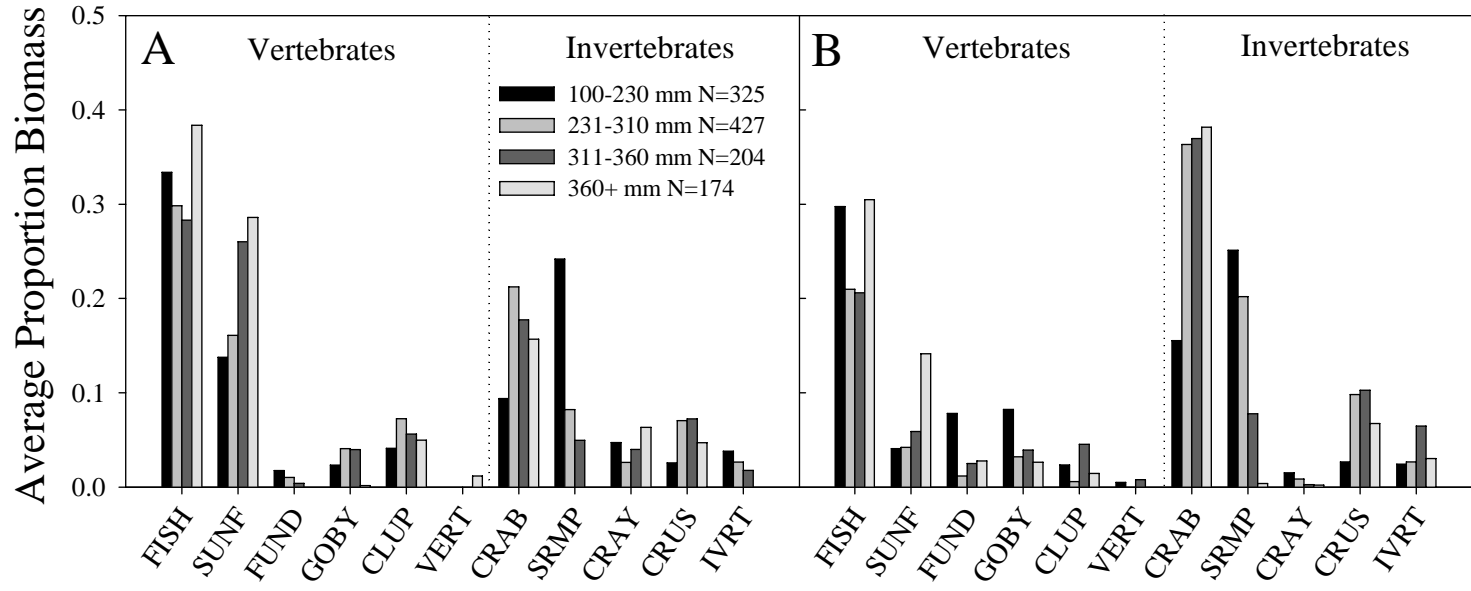 Average Proportion Biomass
0.5
0.4
0.3
0.2
0.1
0.0
A
Vertebrates
Invertebrates
100-230 mm N=325
231-310 mm N=427
311-360 mm N=204
360+ mm N=174
B
Vertebrates
Invertebrates
FISH
SUNF
FUND
GOBY
CLUP
VERT
CRAB
SRMP
CRAY
CRUS
IVRT
FISH
SUNF
FUND
GOBY
CLUP
VERT
CRAB
SRMP
CRAY
CRUS
IVRT